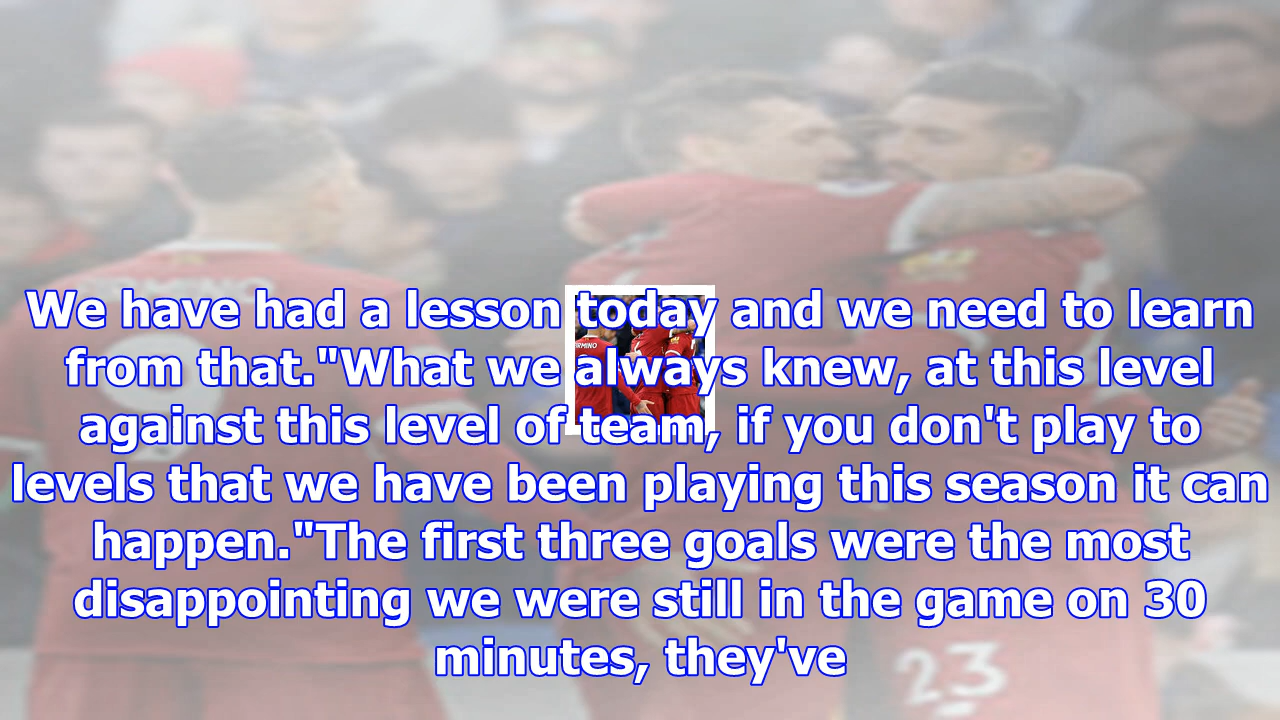 FIRMINO
9
We have had a lesson today and we need to learn
from that."What we always knew, at this level
against this level of team, if you don't play to
levels that we have been playing this season it can
happen."The first three goals were the most
disappointing we were still in the game on 30
minutes, they've
23